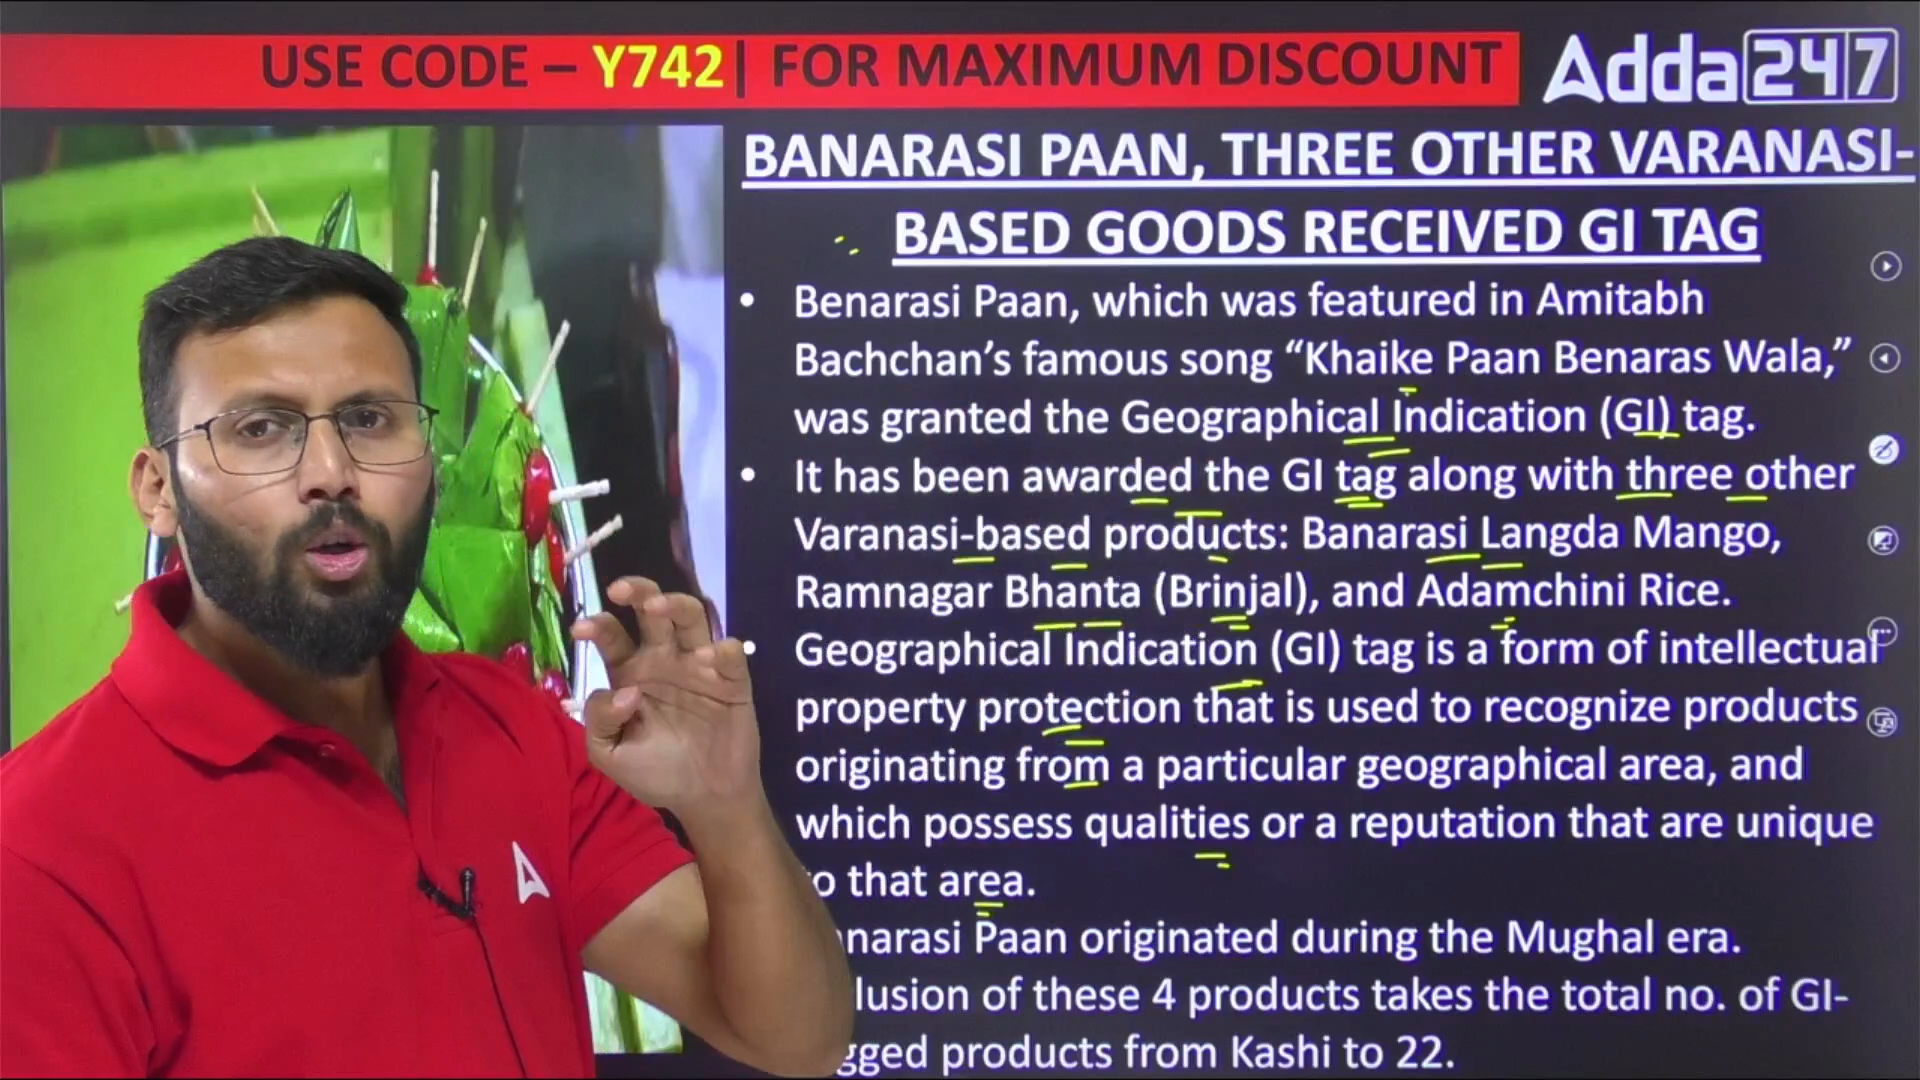 USE CODE – Y742 | FOR MAXIMUM DISCOUNT
Adda247
BANARASI PAAN, THREE OTHER VARANASI-
BASED GOODS RECEIVED GI TAG
• Benarasi Paan, which was featured in Amitabh
Bachchan’s famous song “Khaike Paan Benaras Wala,”
was granted the Geographical Indication (GI) tag.
• It has been awarded the GI tag along with three other
Varanasi-based products: Banarasi Langda Mango,
Ramnagar Bhanta (Brinjal), and Adamchini Rice.
• Geographical Indication (GI) tag is a form of intellectual
property protection that is used to recognize products
originating from a particular geographical area, and
which possess qualities or a reputation that are unique
that area.
Paan originated during the Mughal era.
of these 4 products takes the total no. of GI-
products from Kashi to 22.